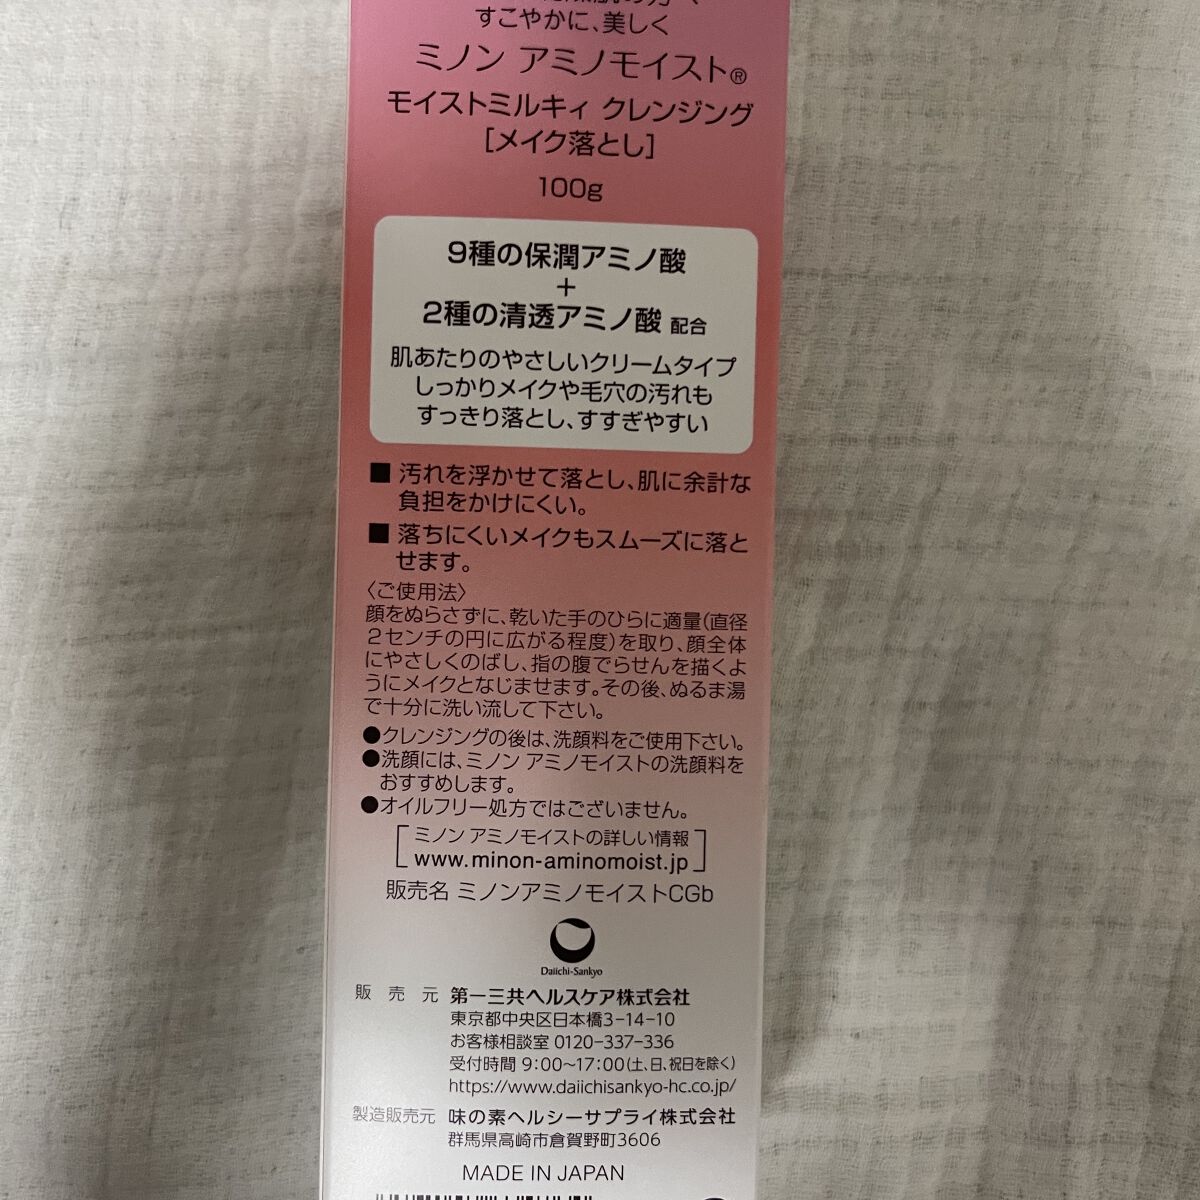 すこやかに、美しく
ミノン アミノモイスト®
モイストミルキィ クレンジング
[メイク落とし]
100g
9種の保潤アミノ酸
+
2種の清透アミノ酸 配合
肌あたりのやさしいクリームタイプ
しっかりメイクや毛穴の汚れも
すっきり落とし、すすぎやすい
■ 汚れを浮かせて落とし、肌に余計な
負担をかけにくい。
■ 落ちにくいメイクもスムーズに落と
せます。
〈ご使用法〉
顔をぬらさずに、乾いた手のひらに適量(直径
2センチの円に広がる程度)を取り、顔全体
にやさしくのばし、指の腹でらせんを描くよ
うにメイクとなじませます。その後、ぬるま湯
で十分に洗い流して下さい。
●クレンジングの後は、洗顔料をご使用下さい。
●洗顔には、ミノン アミノモイストの洗顔料を
おすすめします。
●オイルフリー処方ではございません。
ミノン アミノモイストの詳しい情報
www.minon-aminomoist.jp
販売名 ミノンアミノモイストCGb
Daiichi-Sankyo
販売元 第一三共ヘルスケア株式会社
東京都中央区日本橋3-14-10
お客様相談室 0120-337-336
受付時間 9:00〜17:00(土、日、祝日を除く)
https://www.daiichisankyo-hc.co.jp/
製造販売元 味の素ヘルシーサプライ株式会社
群馬県高崎市倉賀野町3606
MADE IN JAPAN